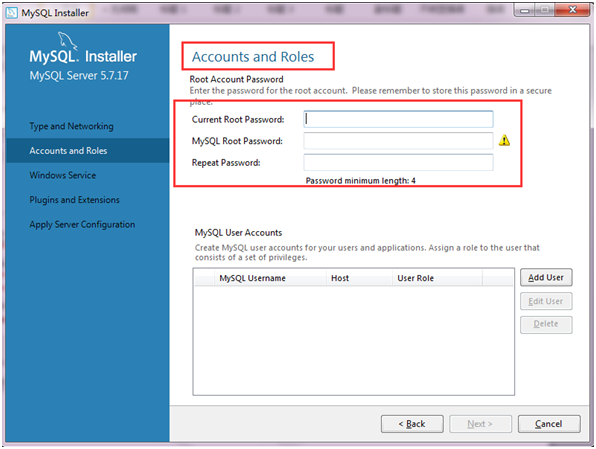 MySQL Installer
MySQL. Installer
MySQL Server 5.7.17
Type and Networking
Accounts and Roles
Windows Service
Plugins and Extensions
Apply Server Configuration
Accounts and Roles
Root Account Password
Enter the password for the root account. Please remember to store this password in a secure
place.
Current Root Password:
MySQL Root Password:
Repeat Password:
Password minimum length: 4
MySQL User Accounts
Create MySQL user accounts for your users and applications. Assign a role to the user that
consists of a set of privileges.
MySQL Username Host User Role
Add User
Edit User
Delete
< Back Next > Cancel